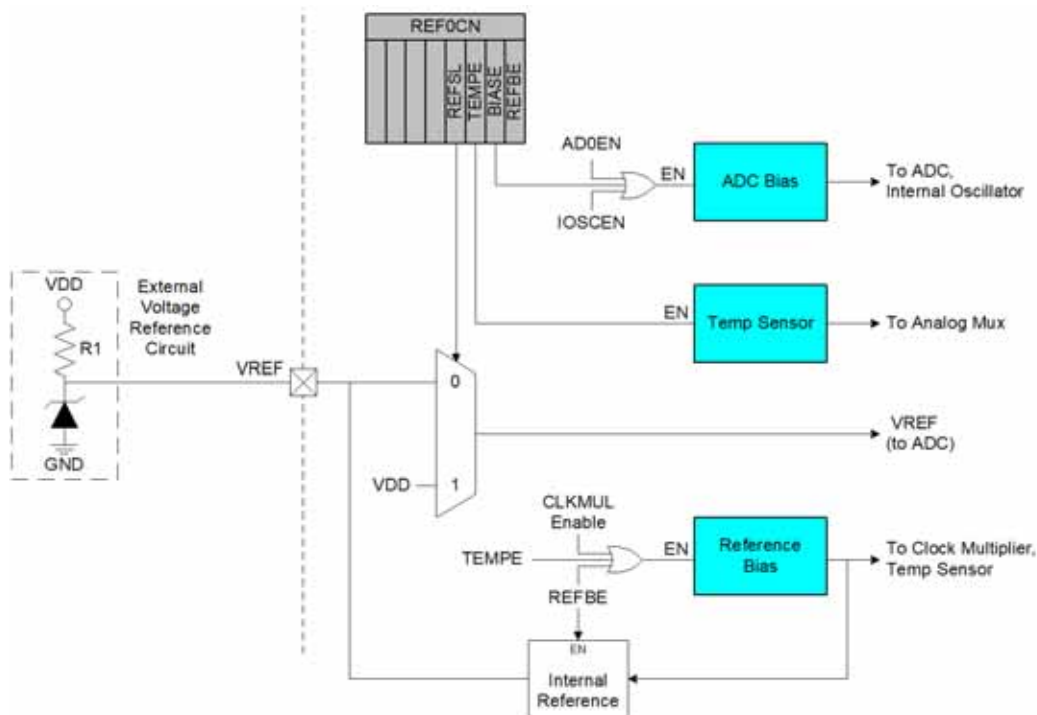 REF0CN
REFSL
TEMPE
BIASE
REFBE
AD0EN
IOSCEN
EN
ADC Bias
To ADC,
Internal Oscillator
VDD
R1
GND
External
Voltage
Reference
Circuit
VREF
EN
Temp Sensor
To Analog Mux
0
1
VDD
VREF
(to ADC)
CLKMUL
Enable
TEMPE
REFBE
EN
Reference
Bias
To Clock Multiplier,
Temp Sensor
EN
Internal
Reference